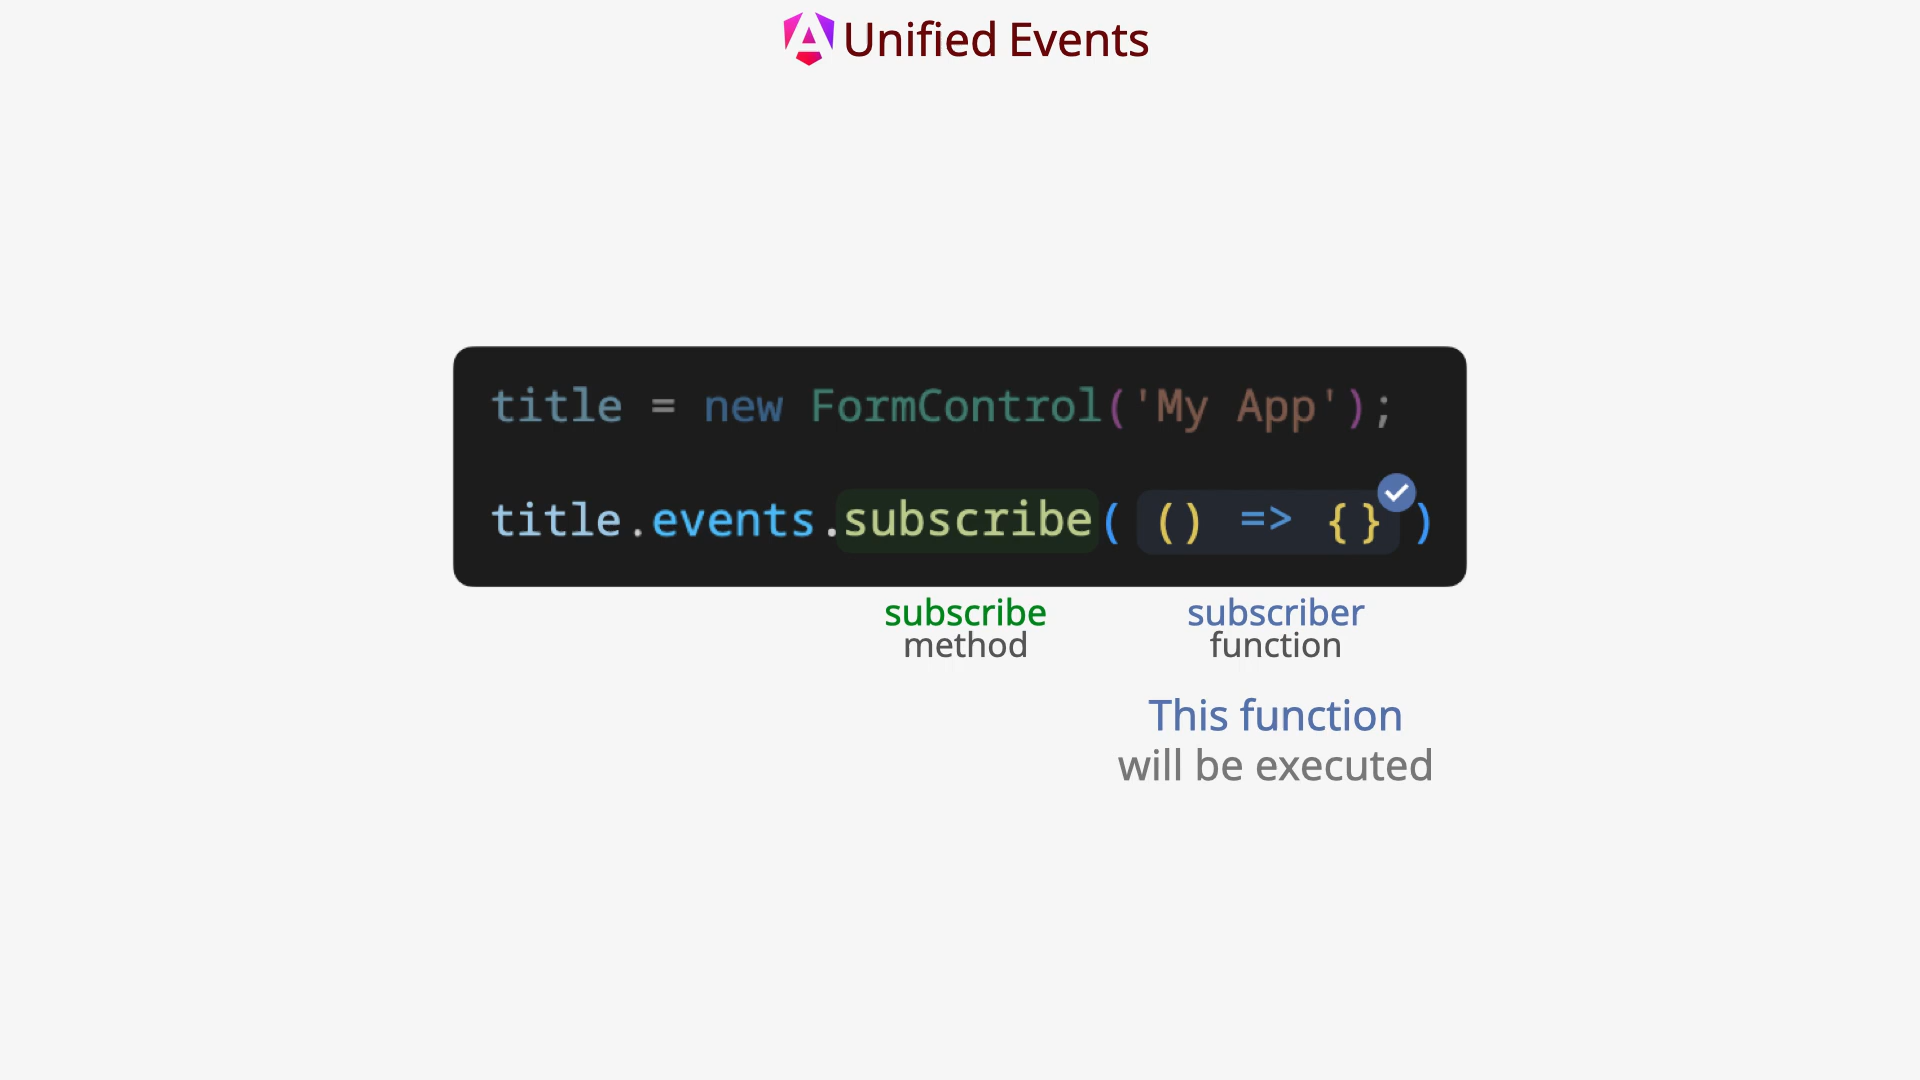 Unified Events
title = new FormControl('My App');
title.events.subscribe( () => {} )
subscribe
method
subscriber
function
This function
will be executed